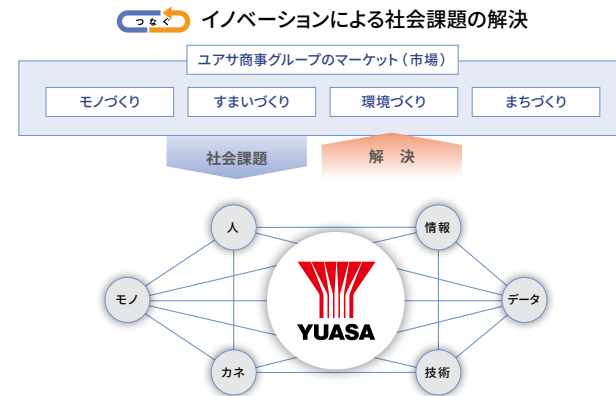 つなぐ イノベーションによる社会課題の解決
ユアサ商事グループのマーケット（市場）
モノづくり すまいづくり 環境づくり まちづくり
社会課題 解 決
人 情報
モノ データ
YUASA
カネ 技術